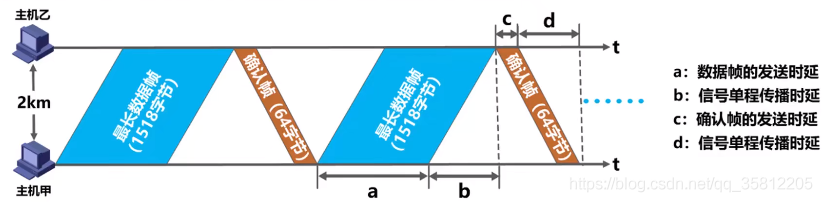 主机乙
c
d
t
最长数据帧
(1518字节)
确认帧(64字节)
最长数据帧
(1518字节)
确认帧(64字节)
2km
a:数据帧的发送时延
b:信号单程传播时延
c:确认帧的发送时延
d:信号单程传播时延
t
主机甲
a
b
https://blog.csdn.net/qq_35812205